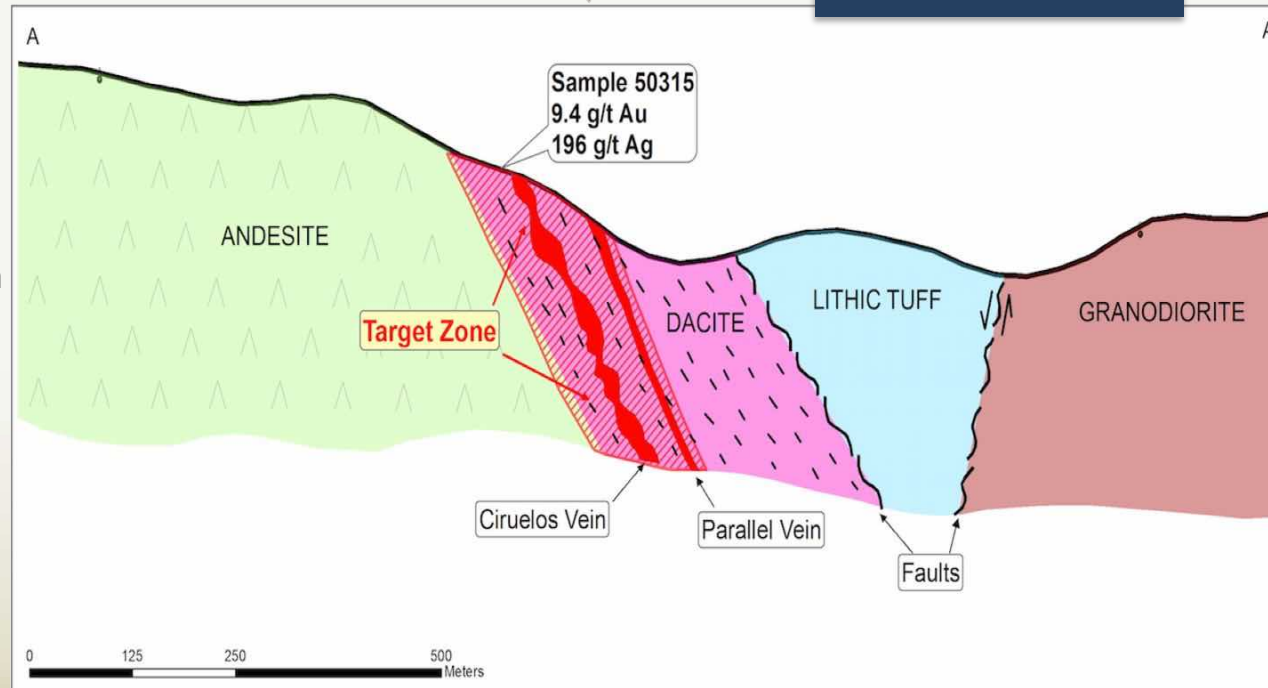 A
A
Sample 50315
9.4 g/t Au
196 g/t Ag
ANDESITE
Target Zone
DACITE
LITHIC TUFF
GRANODIORITE
Ciruelos Vein
Parallel Vein
Faults
0 125 250 500
Meters